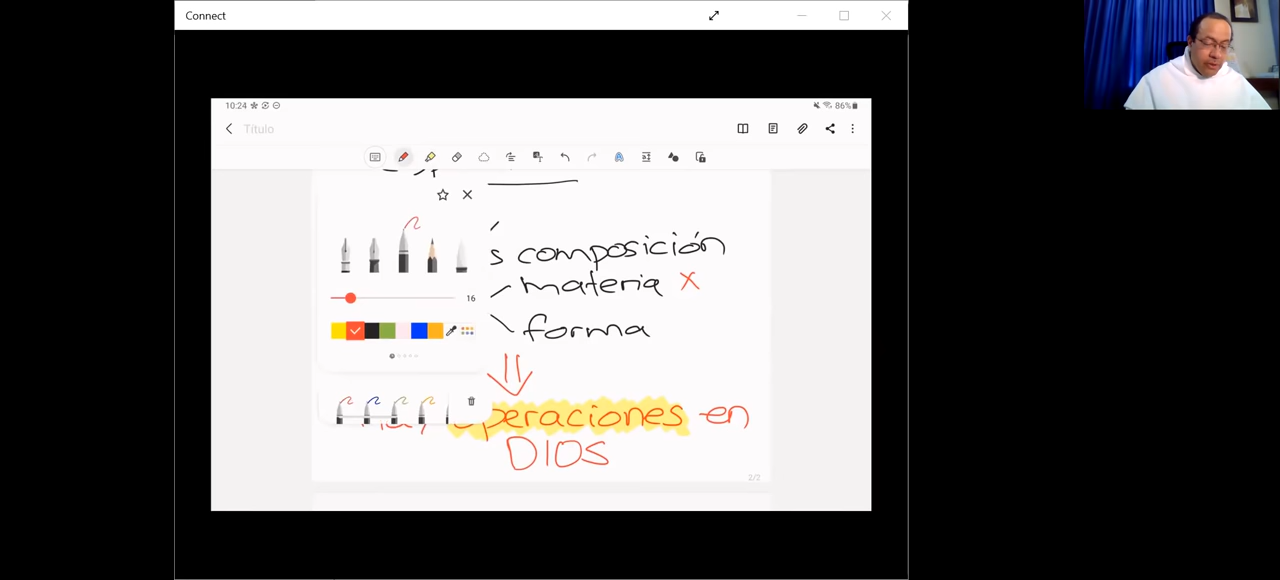 Connect
10:24
86%
Título
s composición
materia x
16
forma
operaciones en
DIOS
2/2